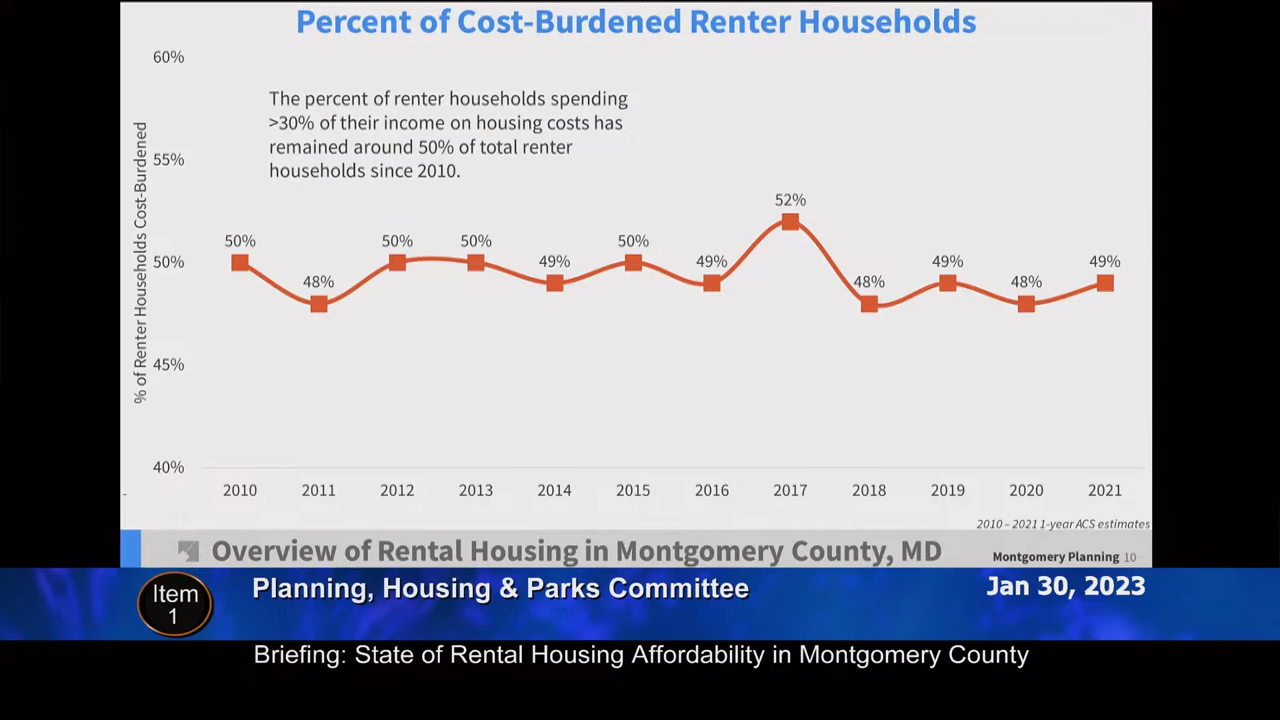 Percent of Cost-Burdened Renter Households
60%
The percent of renter households spending
>30% of their income on housing costs has
remained around 50% of total renter
households since 2010.
% of Renter Households Cost-Burdened
55%
50%
45%
40%
50%
48%
50%
50%
49%
50%
49%
52%
48%
49%
48%
49%
2010 2011 2012 2013 2014 2015 2016 2017 2018 2019 2020 2021
2010 – 2021 1-year ACS estimates
Overview of Rental Housing in Montgomery County, MD
Montgomery Planning 10
Item
1
Planning, Housing & Parks Committee
Jan 30, 2023
Briefing: State of Rental Housing Affordability in Montgomery County